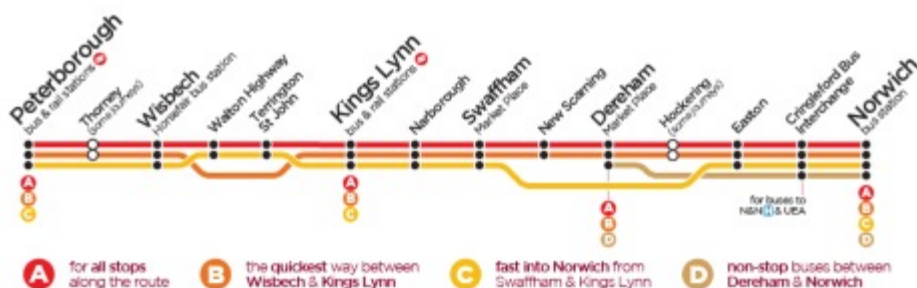 Peterborough
bus & rail stations
Thorney
(some journeys)
Wisbech
Horsefair bus station
Walton Highway
Terrington
St John
Kings Lynn
bus & rail stations
Narborough
Swaffham
Market Place
New Scarning
Dereham
Market Place
Hockering
(some journeys)
Easton
Cringleford Bus
Interchange
Norwich
bus station
A
B
C
A
B
C
A
B
D
for buses to
N&N H & UEA
A
B
C
D
A for all stops
along the route
B the quickest way between
Wisbech & Kings Lynn
C fast into Norwich from
Swaffham & Kings Lynn
D non-stop buses between
Dereham & Norwich